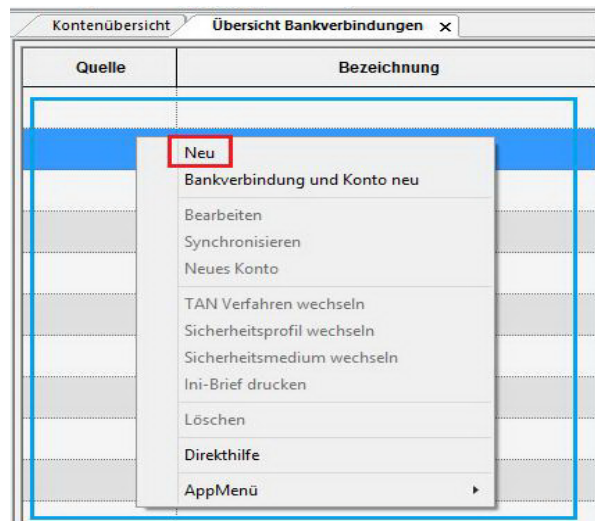 Kontenübersicht Übersicht Bankverbindungen x
Quelle Bezeichnung
Neu
Bankverbindung und Konto neu
Bearbeiten
Synchronisieren
Neues Konto
TAN Verfahren wechseln
Sicherheitsprofil wechseln
Sicherheitsmedium wechseln
Ini-Brief drucken
Löschen
Direkthilfe
AppMenü